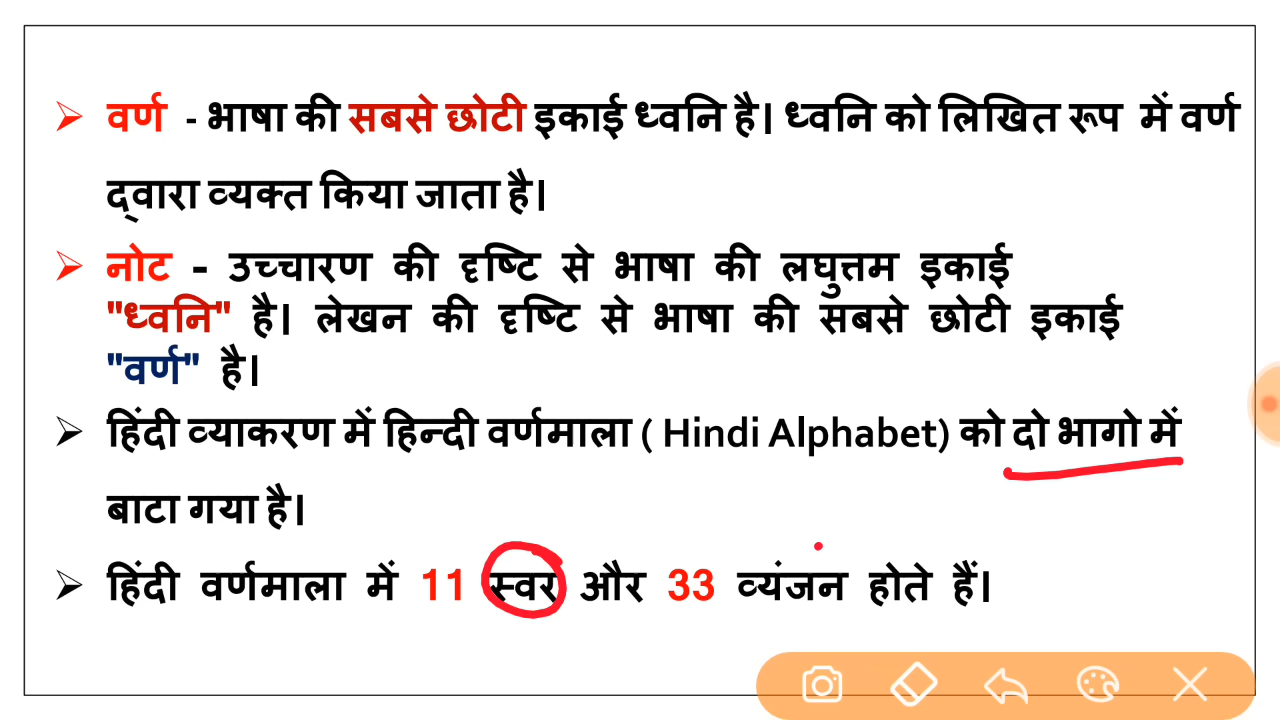 वर्ण - भाषा की सबसे छोटी इकाई ध्वनि है। ध्वनि को लिखित रूप में वर्ण
द्वारा व्यक्त किया जाता है।
नोट - उच्चारण की दृष्टि से भाषा की लघुत्तम इकाई
"ध्वनि" है। लेखन की दृष्टि से भाषा की सबसे छोटी इकाई
"वर्ण" है।
हिंदी व्याकरण में हिन्दी वर्णमाला ( Hindi Alphabet) को दो भागो में
बाटा गया है।
हिंदी वर्णमाला में 11 स्वर और 33 व्यंजन होते हैं।